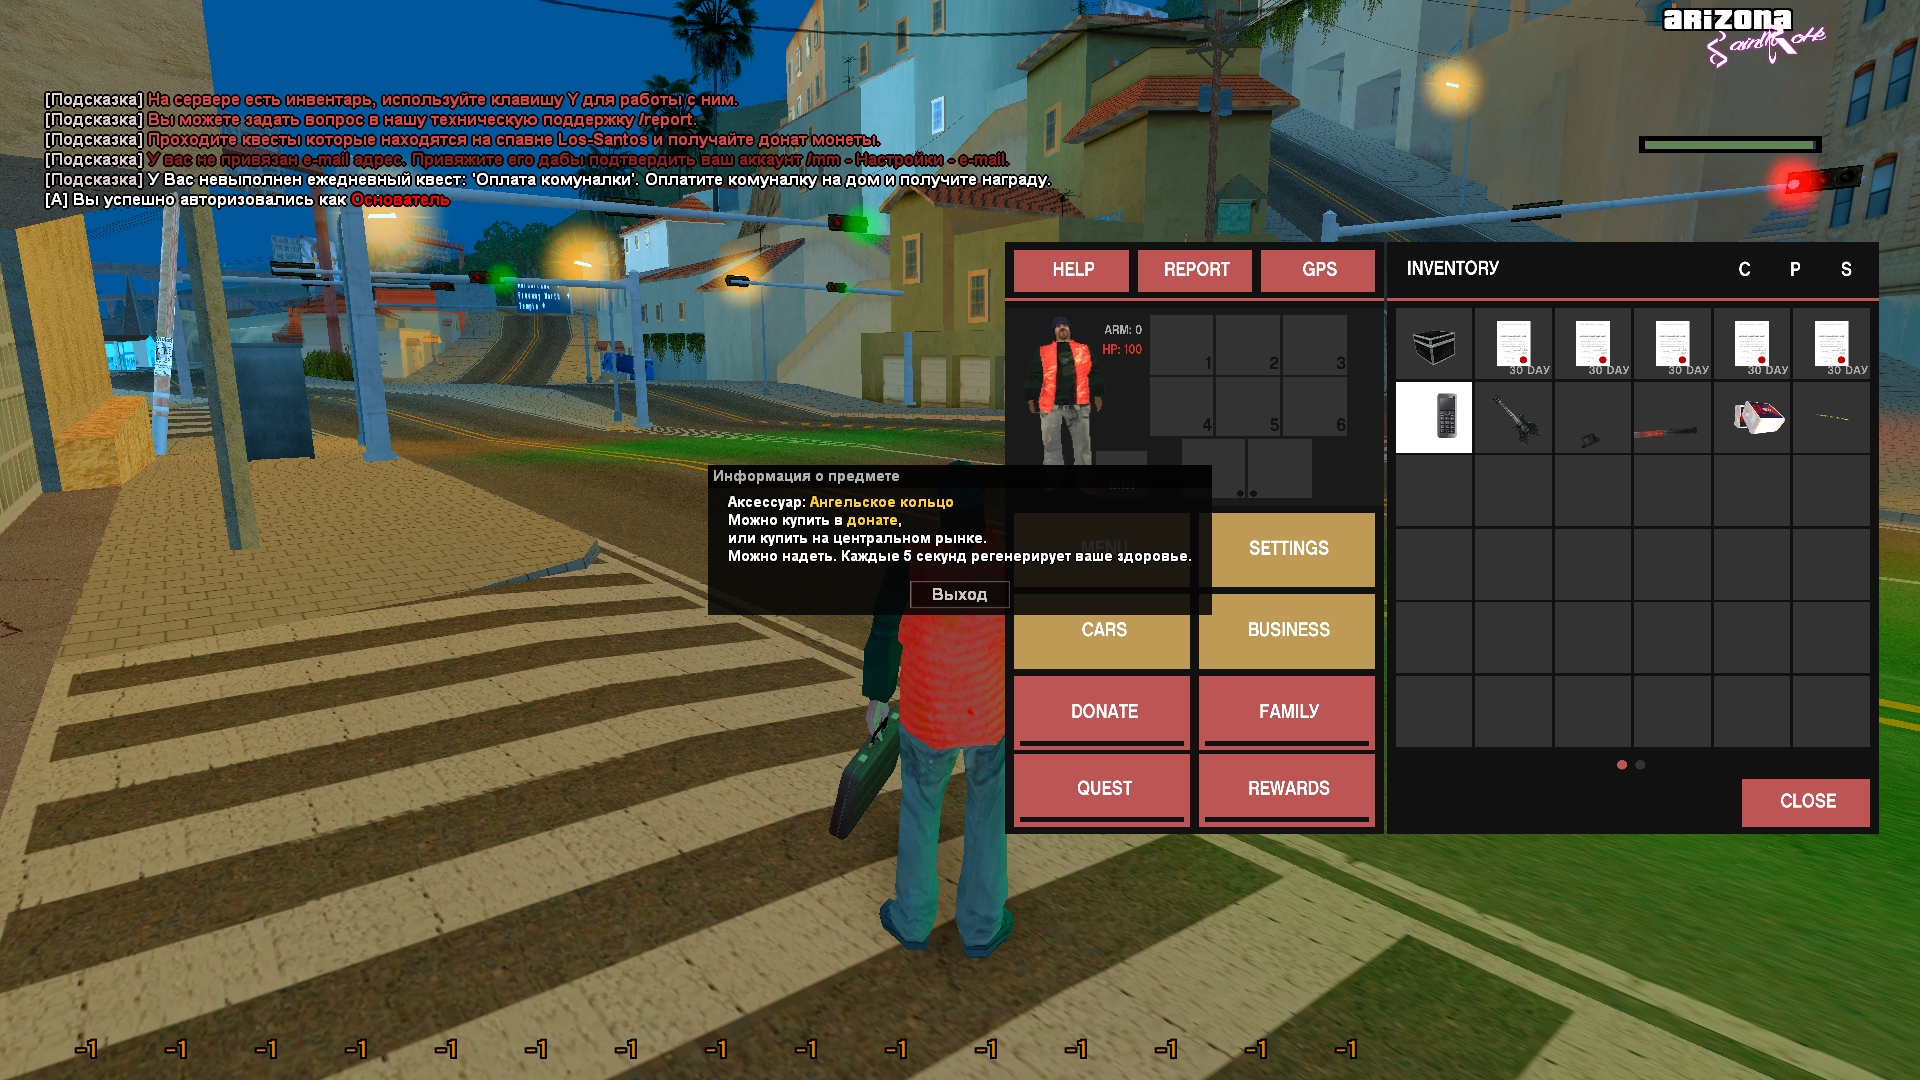 arizona
Saint Rose
[Подсказка] На сервере есть инвентарь, используйте клавишу Y для работы с ним.
[Подсказка] Вы можете задать вопрос в нашу техническую поддержку /report.
[Подсказка] Проходите квесты которые находятся на спавне Los-Santos и получайте донат монеты.
[Подсказка] У вас не привязан e-mail адрес. Привяжите его дабы подтвердить ваш аккаунт /mm - Настройки - e-mail.
[Подсказка] У Вас невыполнен ежедневный квест: 'Оплата комуналки'. Оплатите комуналку на дом и получите награду.
[A] Вы успешно авторизовались как Основатель
HELP REPORT GPS
INVENTORY C P S
ARM: 0
HP: 100
1 2 3
4 5 6
30 DAY 30 DAY 30 DAY 30 DAY 30 DAY
Информация о предмете
Аксессуар: Ангельское кольцо
Можно купить в донате,
или купить на центральном рынке.
Можно надеть. Каждые 5 секунд регенерирует ваше здоровье.
Выход
MENU SETTINGS
CARS BUSINESS
DONATE FAMILY
QUEST REWARDS
CLOSE
-1 -1 -1 -1 -1 -1 -1 -1 -1 -1 -1 -1 -1 -1 -1